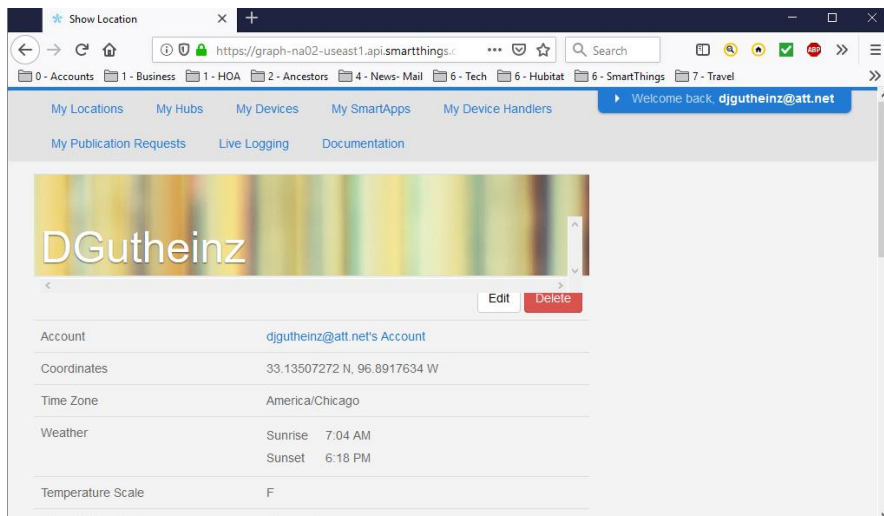 Show Location
https://graph-na02-useast1.api.smartthings.c
Search
0 - Accounts 1 - Business 1 - HOA 2 - Ancestors 4 - News- Mail 6 - Tech 6 - Hubitat 6 - SmartThings 7 - Travel
My Locations My Hubs My Devices My SmartApps My Device Handlers
Welcome back, djgutheinz@att.net
My Publication Requests Live Logging Documentation
DGutheinz
Edit Delete
Account djgutheinz@att.net's Account
Coordinates 33.13507272 N, 96.8917634 W
Time Zone America/Chicago
Weather Sunrise 7:04 AM
Sunset 6:18 PM
Temperature Scale F